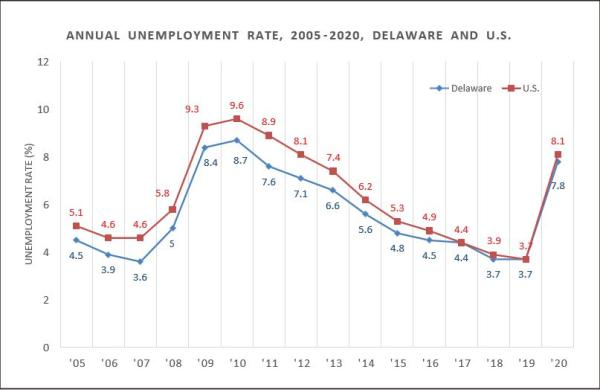 ANNUAL UNEMPLOYMENT RATE, 2005-2020, DELAWARE AND U.S.
Delaware U.S.
UNEMPLOYMENT RATE (%)
12
10
8
6
4
2
0
5.1 4.6 4.6 5.8 9.3 9.6 8.9 8.1 7.4 6.2 5.3 4.9 4.4 3.9 3.7 8.1
4.5 3.9 3.6 5 8.4 8.7 7.6 7.1 6.6 5.6 4.8 4.5 4.4 3.7 3.7 7.8
'05 '06 '07 '08 '09 '10 '11 '12 '13 '14 '15 '16 '17 '18 '19 '20